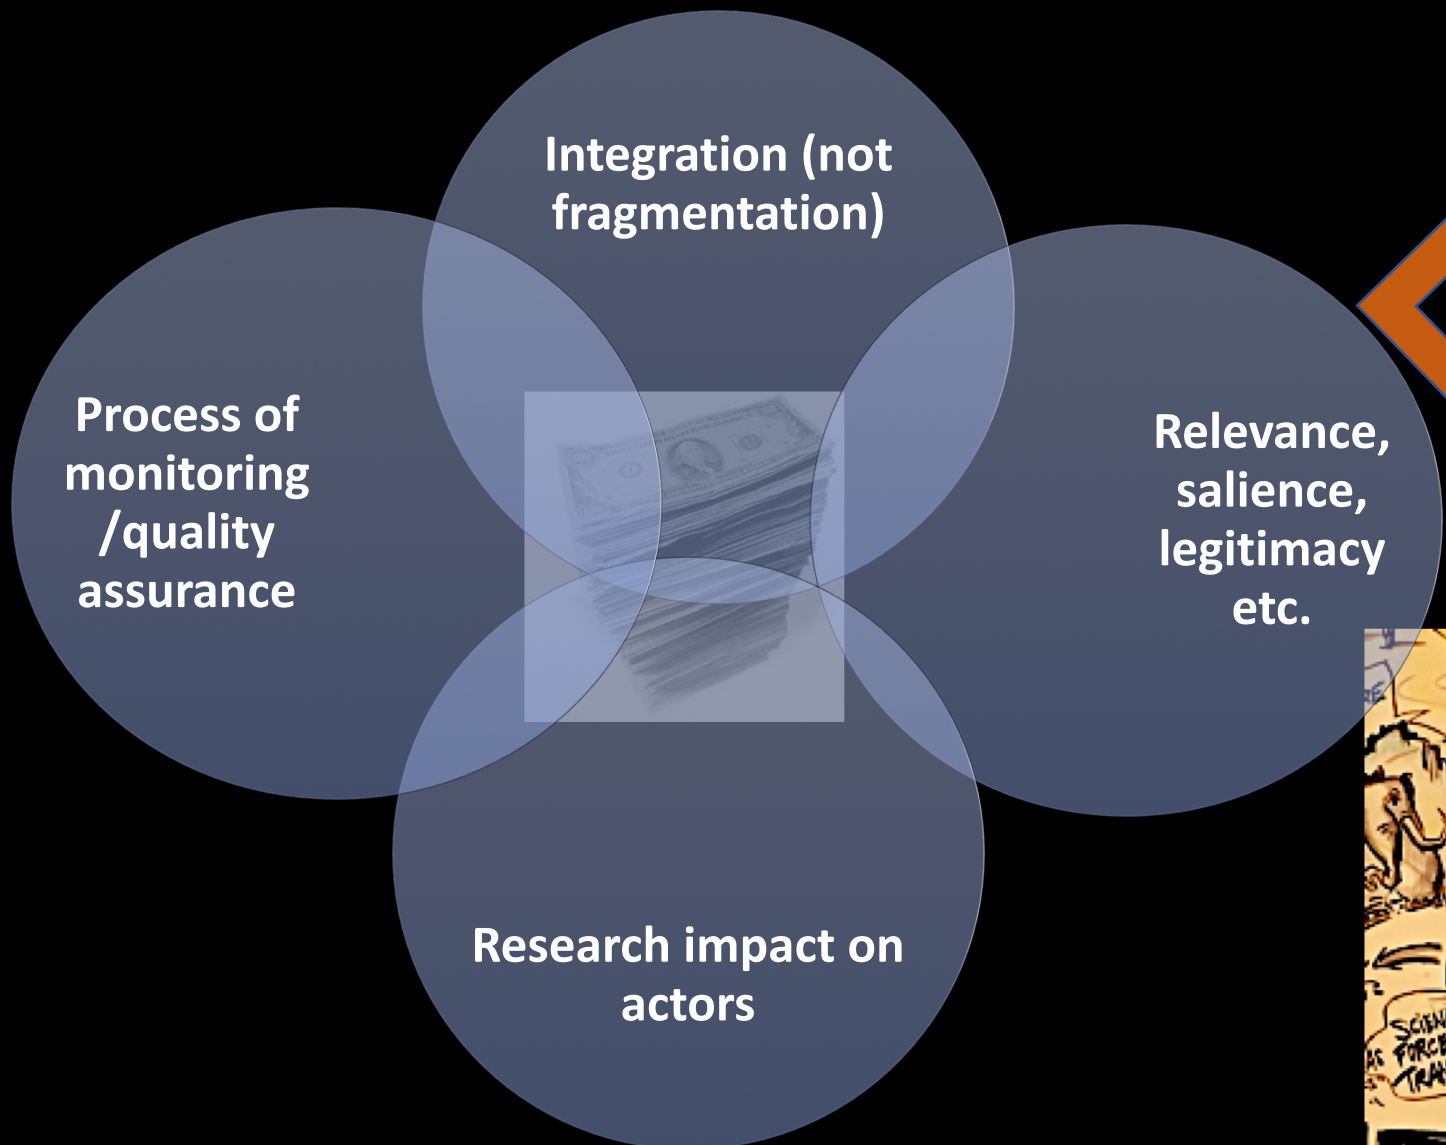 Integration (not
fragmentation)
Process of
monitoring
/quality
assurance
Relevance,
salience,
legitimacy
etc.
Research impact on
actors